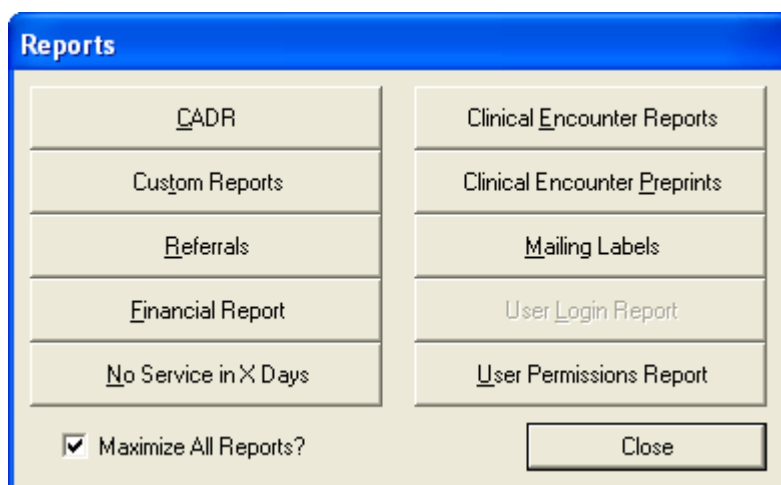 Reports
CADR
Clinical Encounter Reports
Custom Reports
Clinical Encounter Preprints
Referrals
Mailing Labels
Financial Report
User Login Report
No Service in X Days
User Permissions Report
Maximize All Reports?
Close